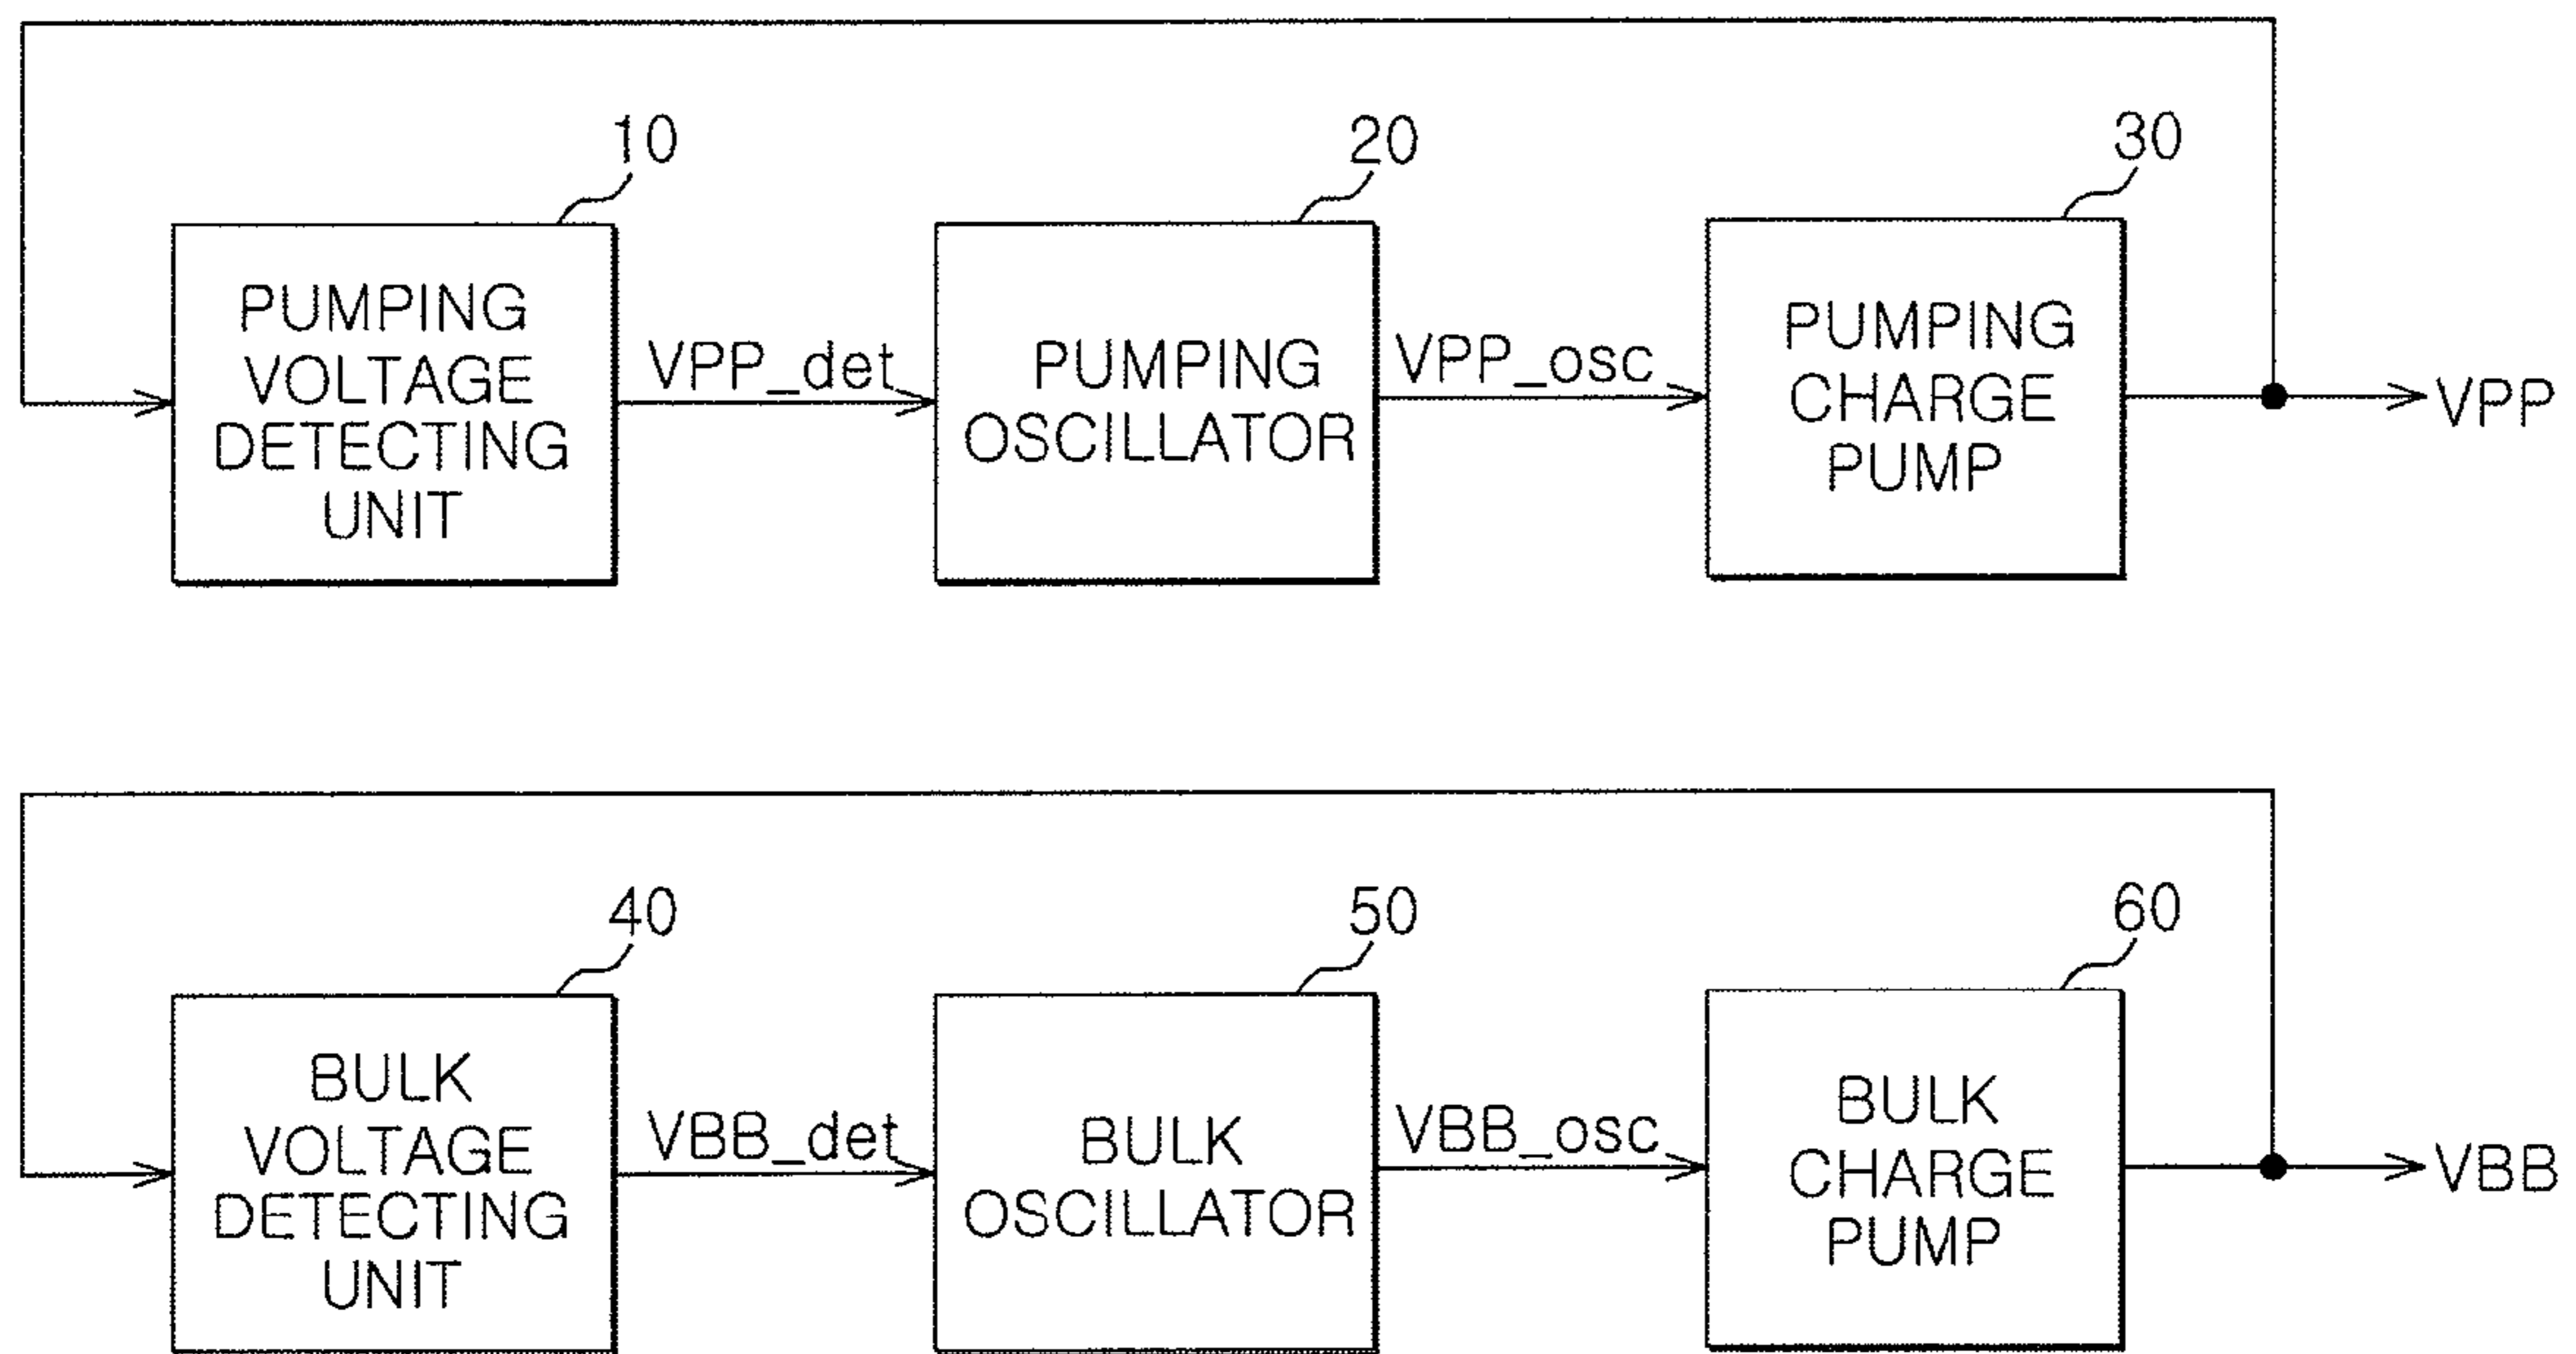 10
20
30
PUMPING
VOLTAGE
DETECTING
UNIT
VPP_det
PUMPING
OSCILLATOR
VPP_osc
PUMPING
CHARGE
PUMP
VPP
40
50
60
BULK
VOLTAGE
DETECTING
UNIT
VBB_det
BULK
OSCILLATOR
VBB_osc
BULK
CHARGE
PUMP
VBB